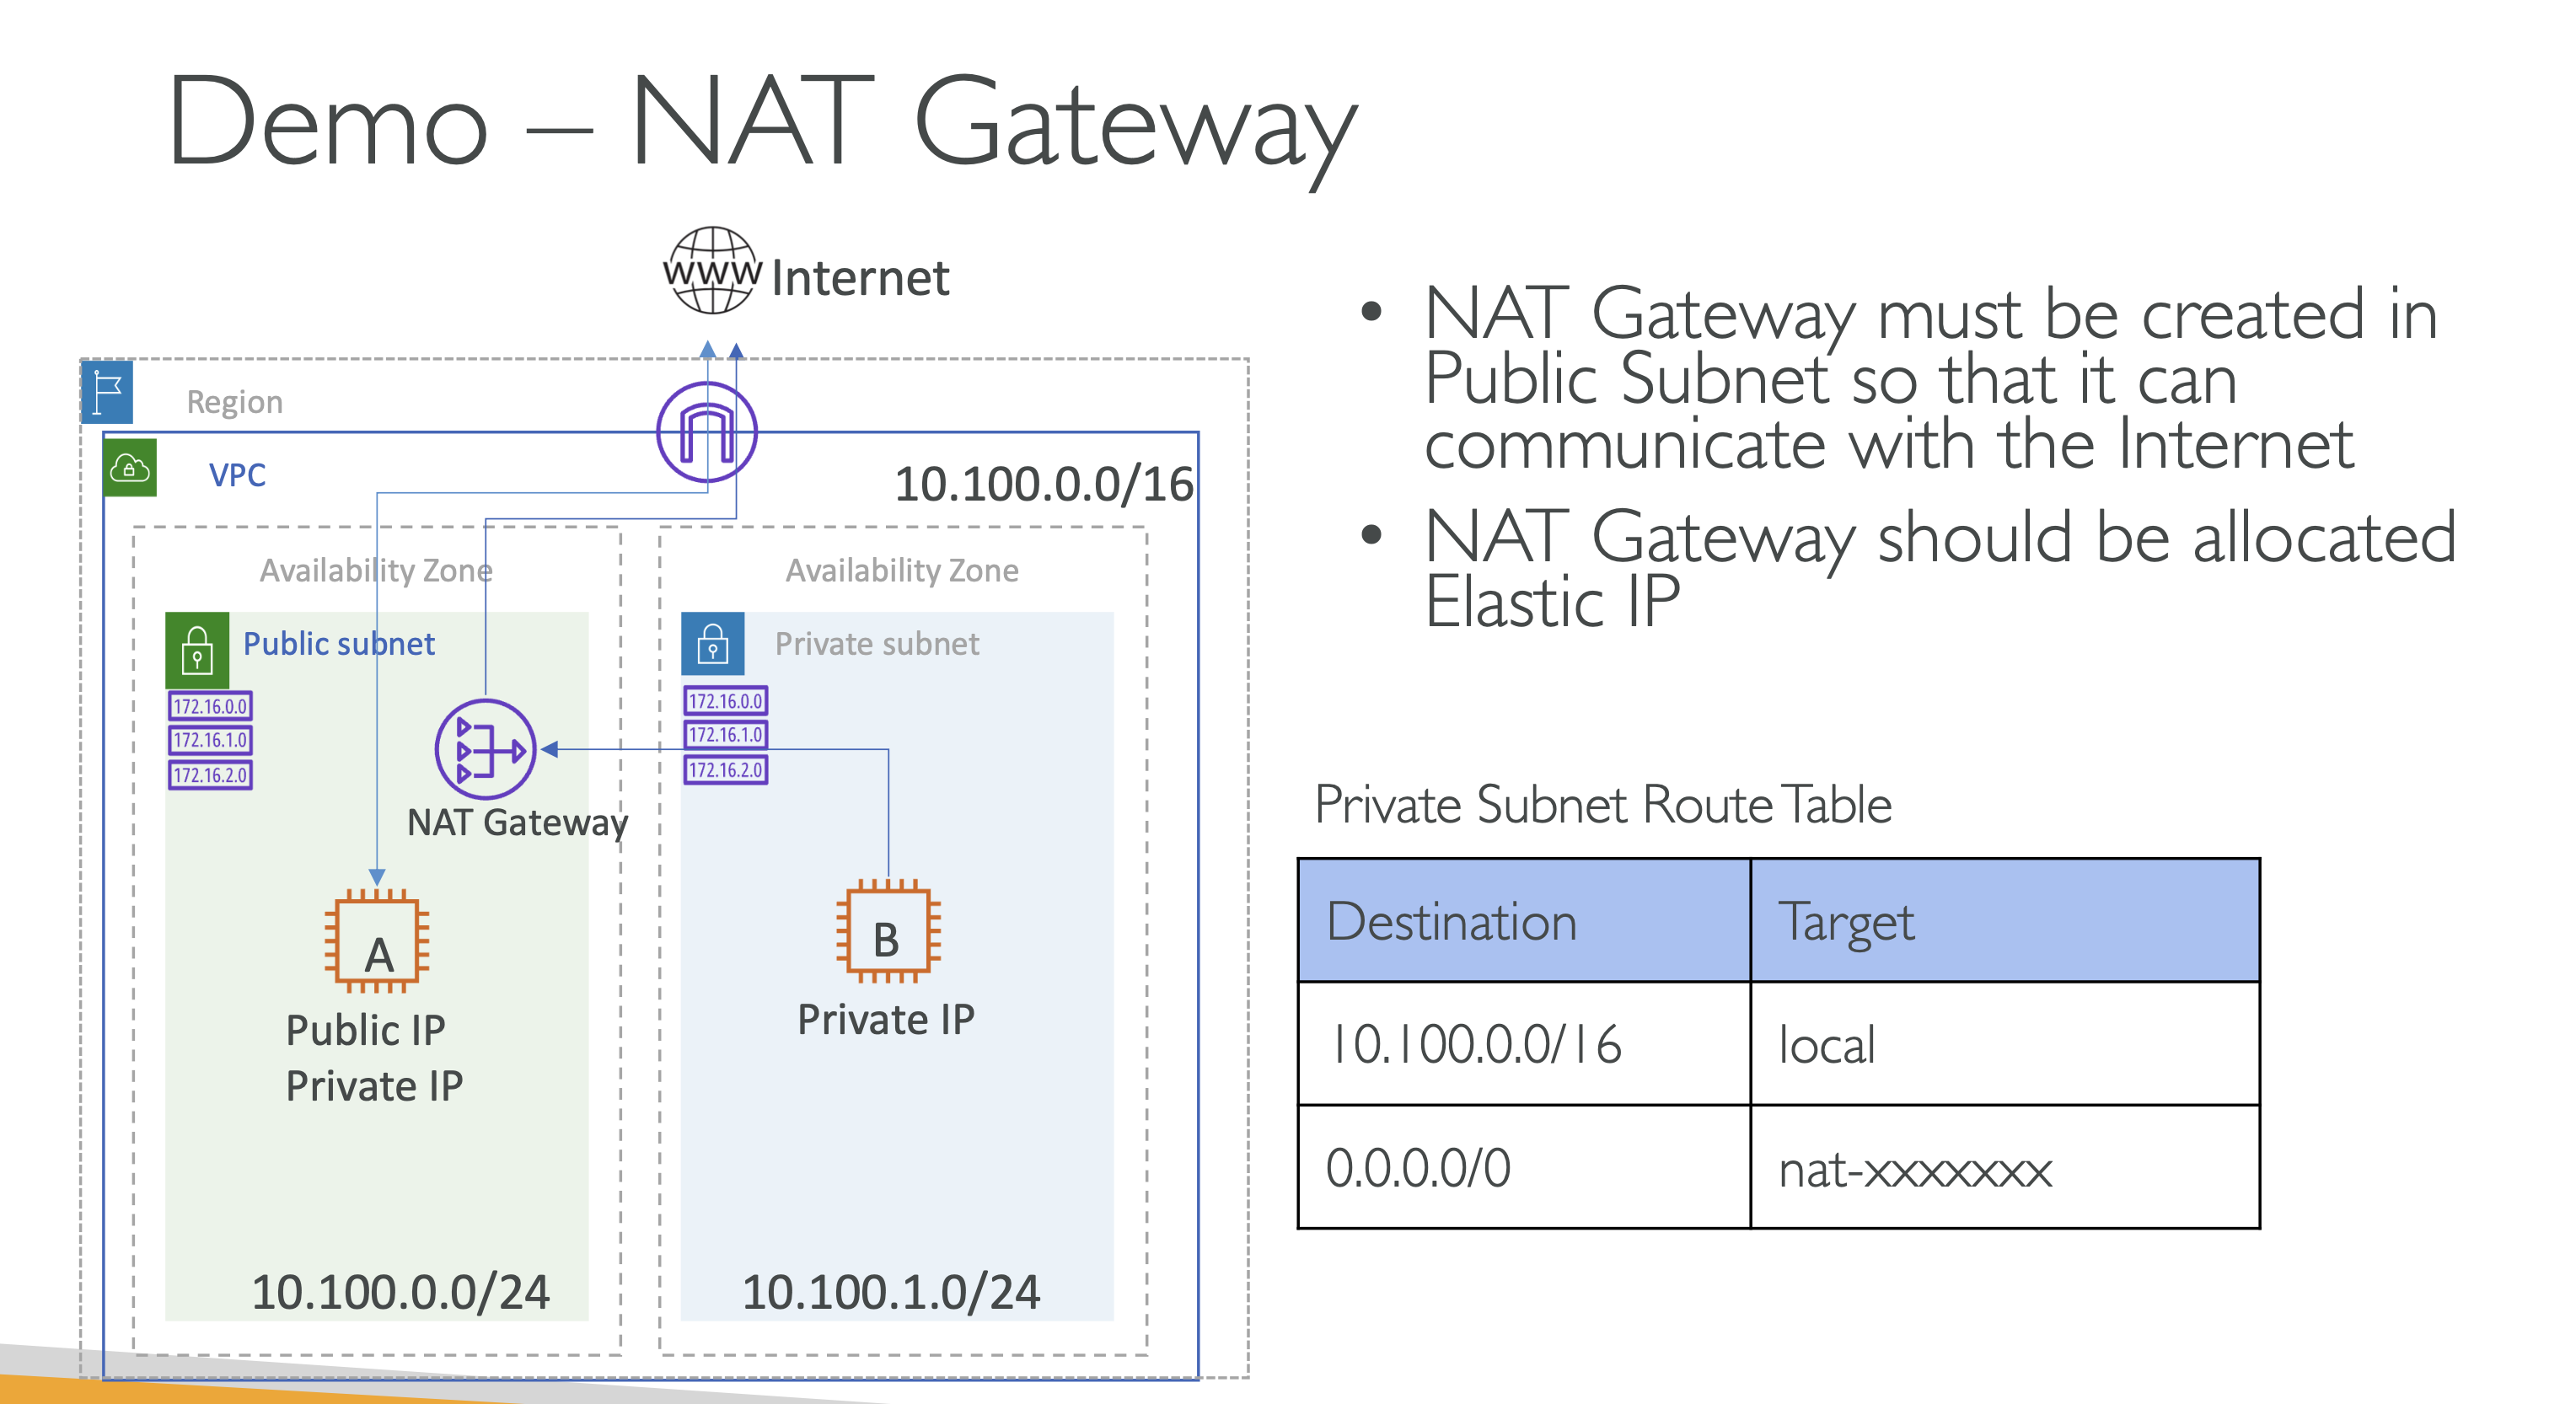 Demo – NAT Gateway
WWW
Internet
Region
VPC
10.100.0.0/16
Availability Zone
Availability Zone
Public subnet
Private subnet
172.16.0.0
172.16.1.0
172.16.2.0
172.16.0.0
172.16.1.0
172.16.2.0
NAT Gateway
A
B
Public IP
Private IP
Private IP
10.100.0.0/24
10.100.1.0/24
• NAT Gateway must be created in
Public Subnet so that it can
communicate with the Internet
• NAT Gateway should be allocated
Elastic IP
Private Subnet Route Table
Destination Target
10.100.0.0/16 local
0.0.0.0/0 nat-xxxxxxx